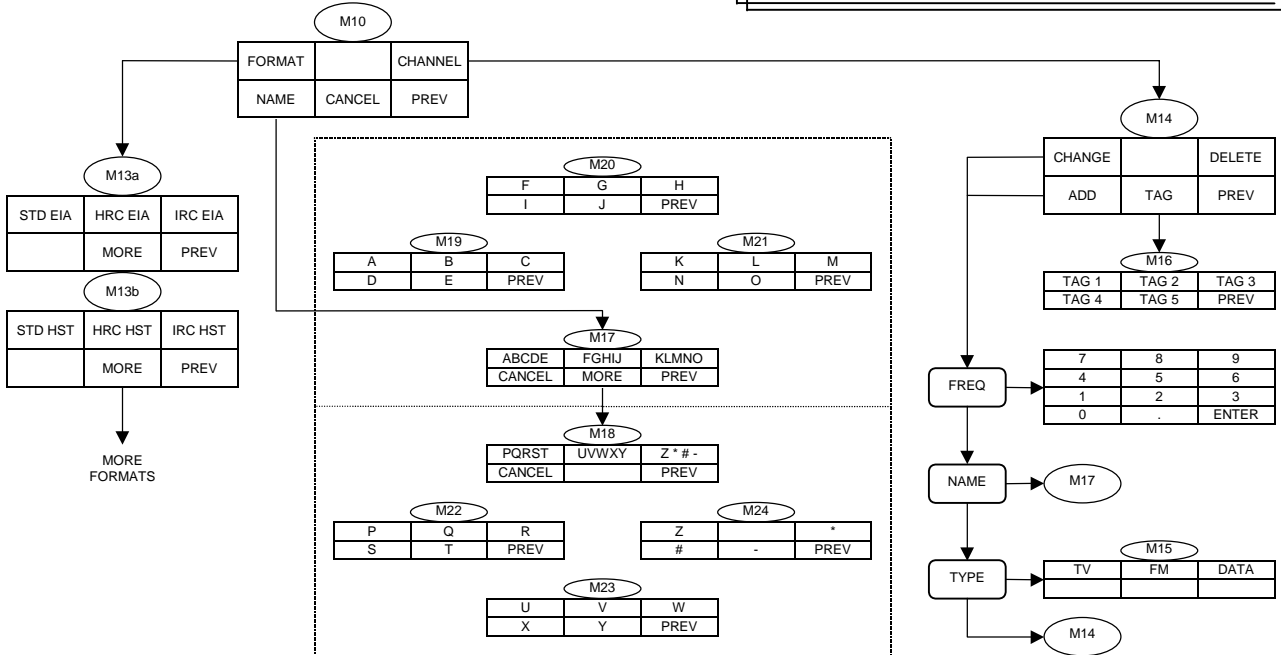 M10
FORMAT CHANNEL
NAME CANCEL PREV
M13a
STD EIA HRC EIA IRC EIA
MORE PREV
M13b
STD HST HRC HST IRC HST
MORE PREV
MORE
FORMATS
M20
F G H
I J PREV
M19
A B C
D E PREV
M21
K L M
N O PREV
M17
ABCDE FGHIJ KLMNO
CANCEL MORE PREV
M18
PQRST UVWXY Z * # -
CANCEL PREV
M22
P Q R
S T PREV
M24
Z *
# - PREV
M23
U V W
X Y PREV
M14
CHANGE DELETE
ADD TAG PREV
M16
TAG 1 TAG 2 TAG 3
TAG 4 TAG 5 PREV
FREQ
7 8 9
4 5 6
1 2 3
0 . ENTER
NAME
M17
TYPE
M15
TV FM DATA
M14